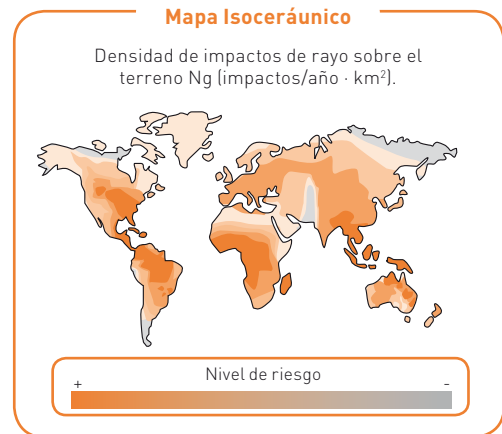 Mapa Isoceráunico
Densidad de impactos de rayo sobre el
terreno Ng (impactos/año · km²).
Nivel de riesgo
+ -